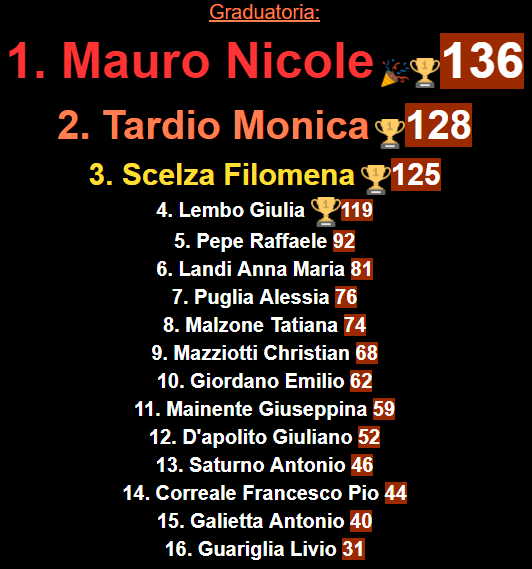 Graduatoria:
1. Mauro Nicole 136
2. Tardio Monica 128
3. Scelza Filomena 125
4. Lembo Giulia 119
5. Pepe Raffaele 92
6. Landi Anna Maria 81
7. Puglia Alessia 76
8. Malzone Tatiana 74
9. Mazziotti Christian 68
10. Giordano Emilio 62
11. Mainente Giuseppina 59
12. D'apolito Giuliano 52
13. Saturno Antonio 46
14. Correale Francesco Pio 44
15. Galietta Antonio 40
16. Guariglia Livio 31